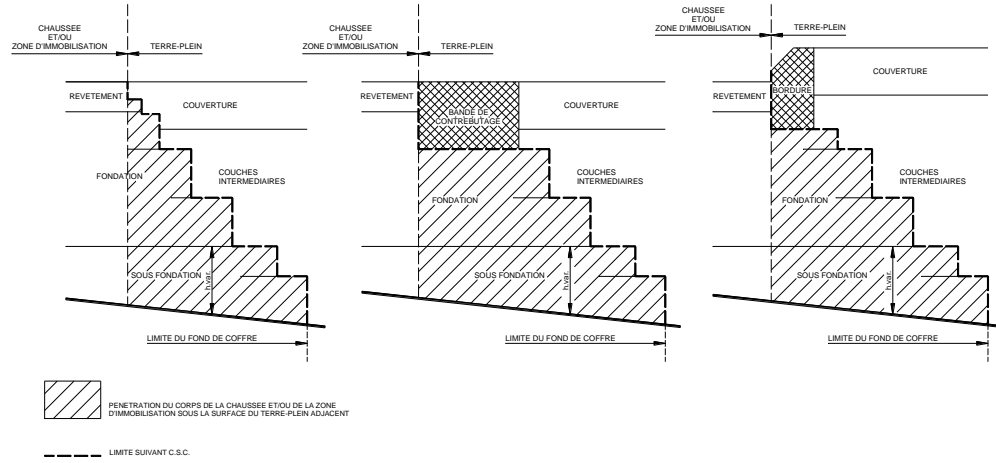 CHAUSSEE
ET/OU
ZONE D'IMMOBILISATION
TERRE-PLEIN
REVETEMENT
COUVERTURE
FONDATION
COUCHES
INTERMEDIAIRES
SOUS FONDATION
h.var.
LIMITE DU FOND DE COFFRE
CHAUSSEE
ET/OU
ZONE D'IMMOBILISATION
TERRE-PLEIN
REVETEMENT
BANDE DE
CONTREBUTAGE
COUVERTURE
FONDATION
COUCHES
INTERMEDIAIRES
SOUS FONDATION
h.var.
LIMITE DU FOND DE COFFRE
CHAUSSEE
ET/OU
ZONE D'IMMOBILISATION
TERRE-PLEIN
REVETEMENT
BORDURE
COUVERTURE
FONDATION
COUCHES
INTERMEDIAIRES
SOUS FONDATION
h.var.
LIMITE DU FOND DE COFFRE
PENETRATION DU CORPS DE LA CHAUSSEE ET/OU DE LA ZONE
D'IMMOBILISATION SOUS LA SURFACE DU TERRE-PLEIN ADJACENT
LIMITE SUIVANT C.S.C.